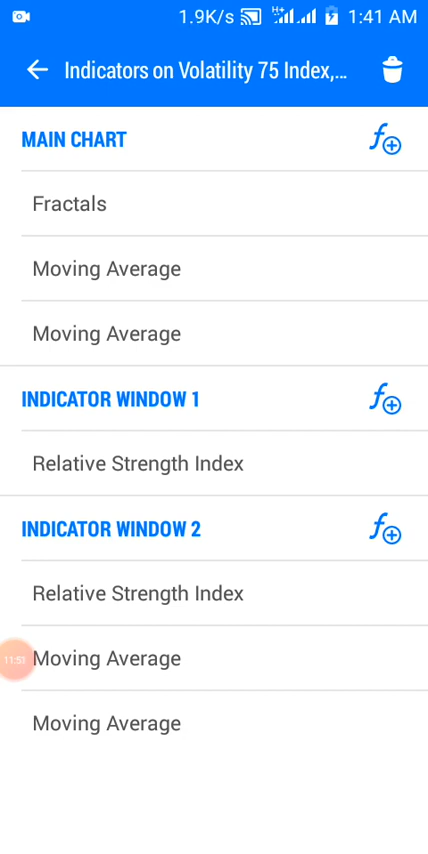 1.9K/s H+ 1:41 AM
Indicators on Volatility 75 Index,...
MAIN CHART
Fractals
Moving Average
Moving Average
INDICATOR WINDOW 1
Relative Strength Index
INDICATOR WINDOW 2
Relative Strength Index
11:51 Moving Average
Moving Average